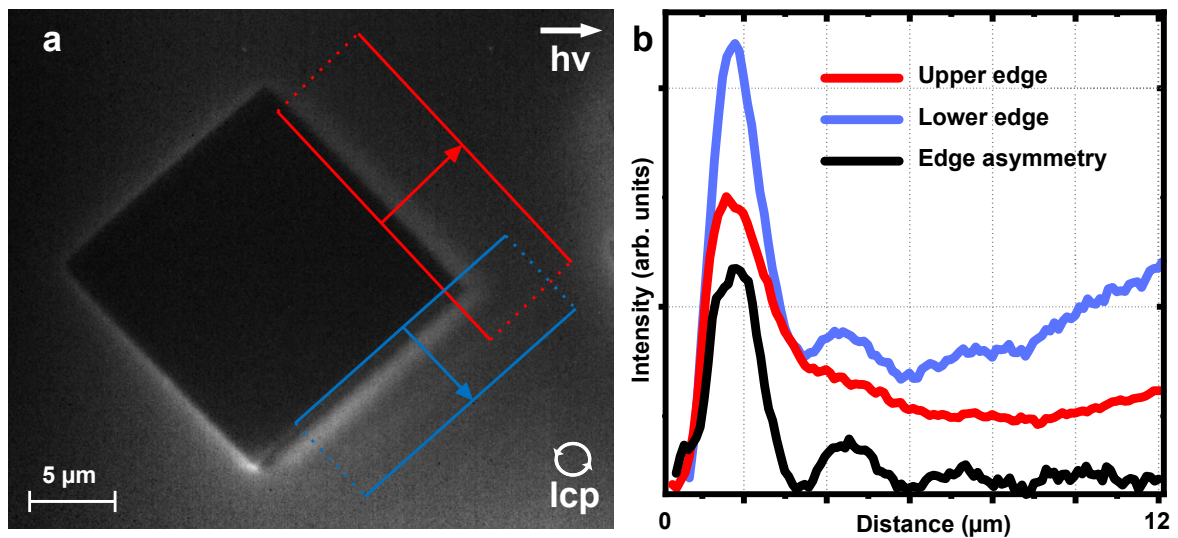 a
hν
5 µm
lcp
b
Upper edge
Lower edge
Edge asymmetry
Intensity (arb. units)
0
12
Distance (µm)